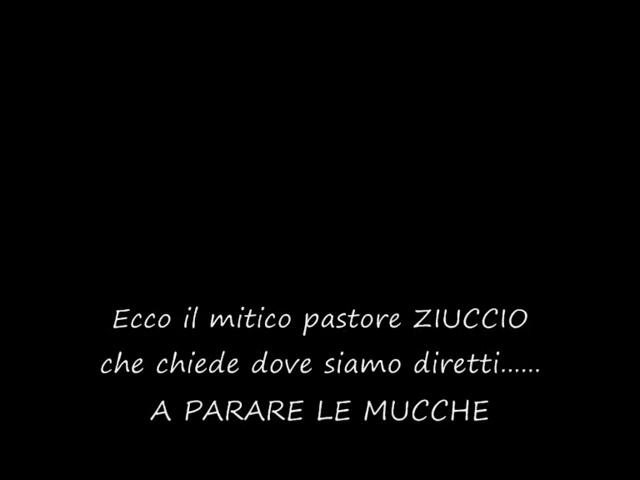 Ecco il mitico pastore ZIUCCIO
che chiede dove siamo diretti......
A PARARE LE MUCCHE